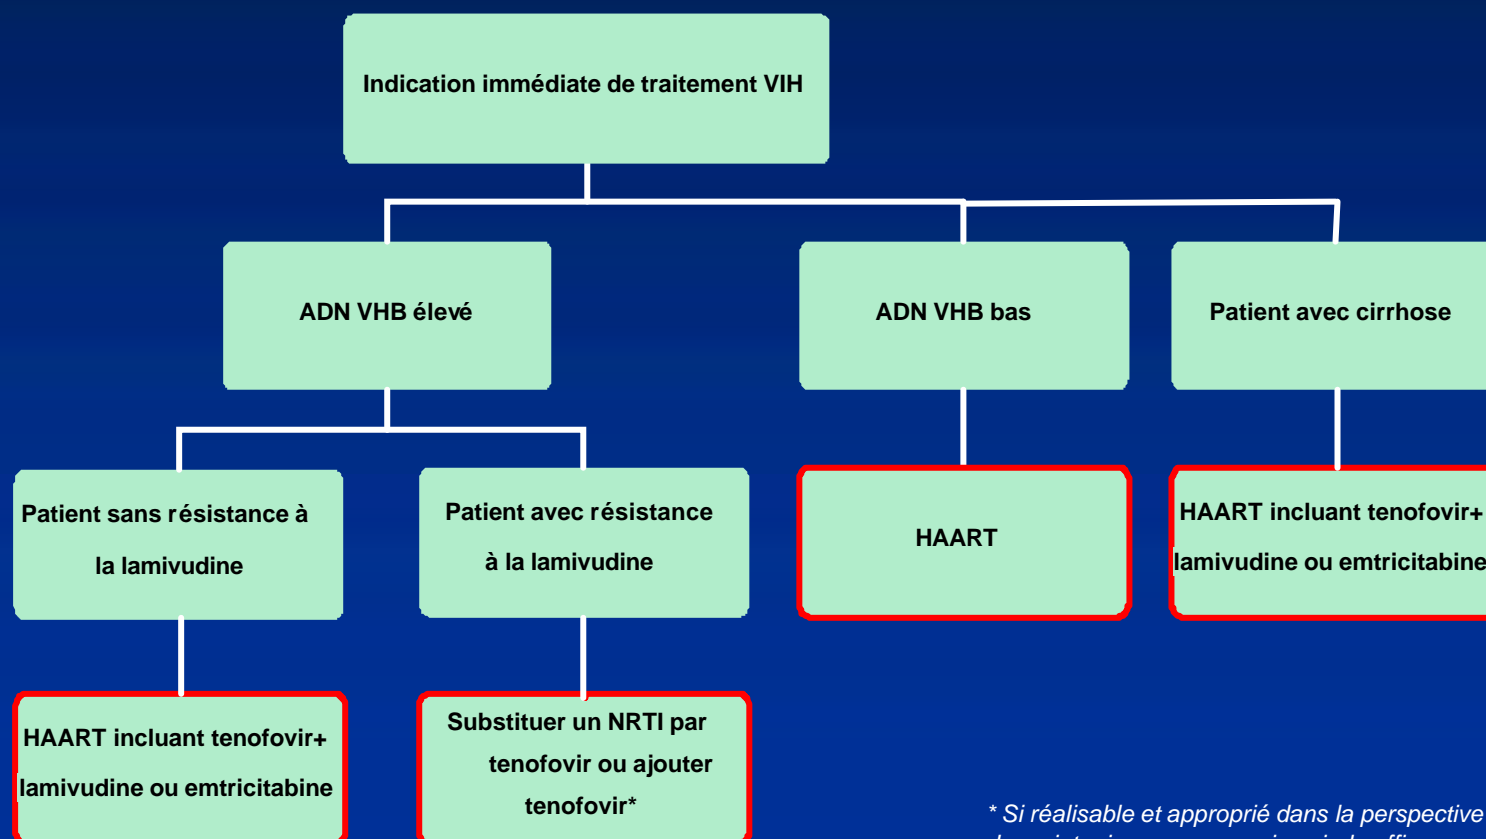 Indication immédiate de traitement VIH
ADN VHB élevé
ADN VHB bas
Patient avec cirrhose
Patient sans résistance à
la lamivudine
Patient avec résistance
à la lamivudine
HAART
HAART incluant tenofovir+
lamivudine ou emtricitabine
HAART incluant tenofovir+
lamivudine ou emtricitabine
Substituer un NRTI par
tenofovir ou ajouter
tenofovir*
* Si réalisable et approprié dans la perspective